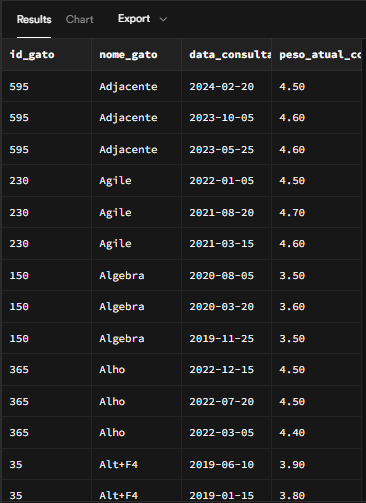 Results Chart Export
id_gato nome_gato data_consulta peso_atual_co
595 Adjacente 2024-02-20 4.50
595 Adjacente 2023-10-05 4.60
595 Adjacente 2023-05-25 4.60
230 Agile 2022-01-05 4.50
230 Agile 2021-08-20 4.70
230 Agile 2021-03-15 4.60
150 Algebra 2020-08-05 3.50
150 Algebra 2020-03-20 3.60
150 Algebra 2019-11-25 3.50
365 Alho 2022-12-15 4.50
365 Alho 2022-07-20 4.50
365 Alho 2022-03-05 4.40
35 Alt+F4 2019-06-10 3.90
35 Alt+F4 2019-01-15 3.80